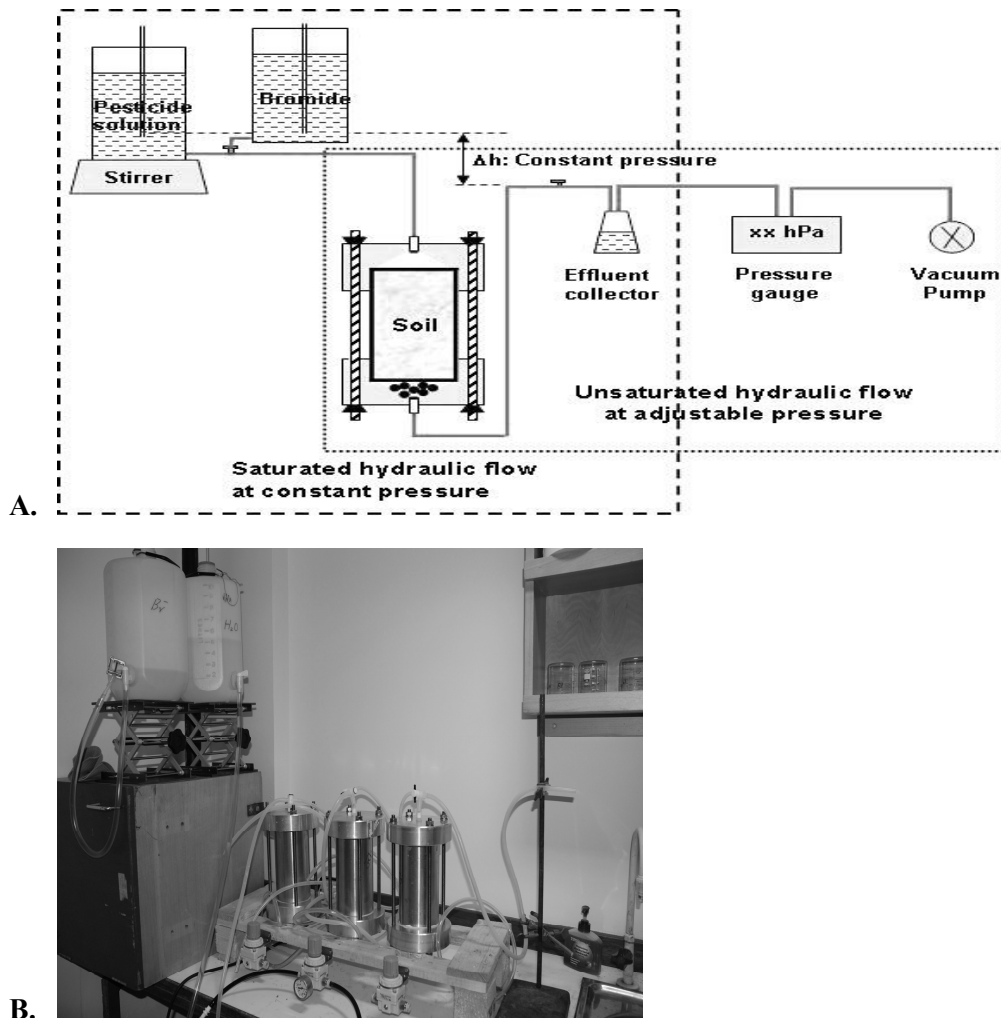 Pesticide
solution
Bromide
Stirrer
Δh: Constant pressure
xx hPa
Effluent
collector
Pressure
gauge
Vacuum
Pump
Soil
Unsaturated hydraulic flow
at adjustable pressure
Saturated hydraulic flow
at constant pressure
A.
Br⁻
H₂O
B.